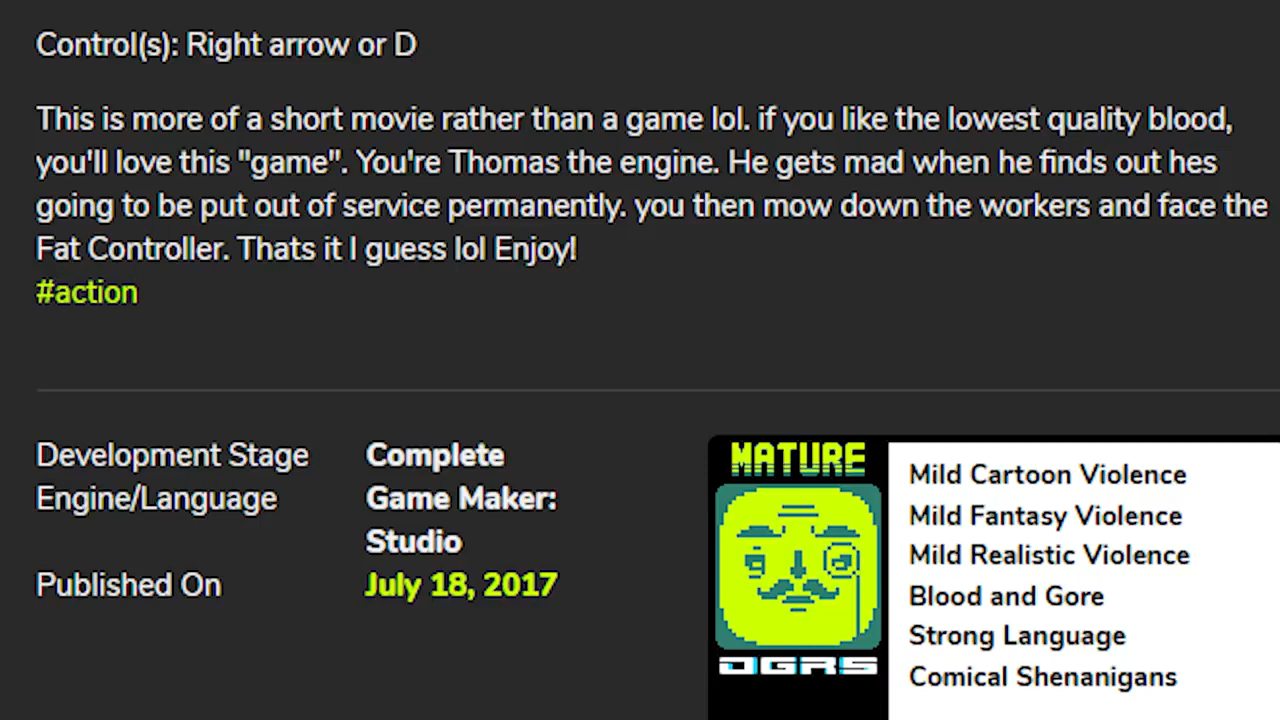 Control(s): Right arrow or D
This is more of a short movie rather than a game lol. if you like the lowest quality blood,
you'll love this "game". You're Thomas the engine. He gets mad when he finds out hes
going to be put out of service permanently. you then mow down the workers and face the
Fat Controller. Thats it I guess lol Enjoy!
#action
Development Stage Complete
Engine/Language Game Maker:
Studio
Published On July 18, 2017
MATURE
OGRS
Mild Cartoon Violence
Mild Fantasy Violence
Mild Realistic Violence
Blood and Gore
Strong Language
Comical Shenanigans